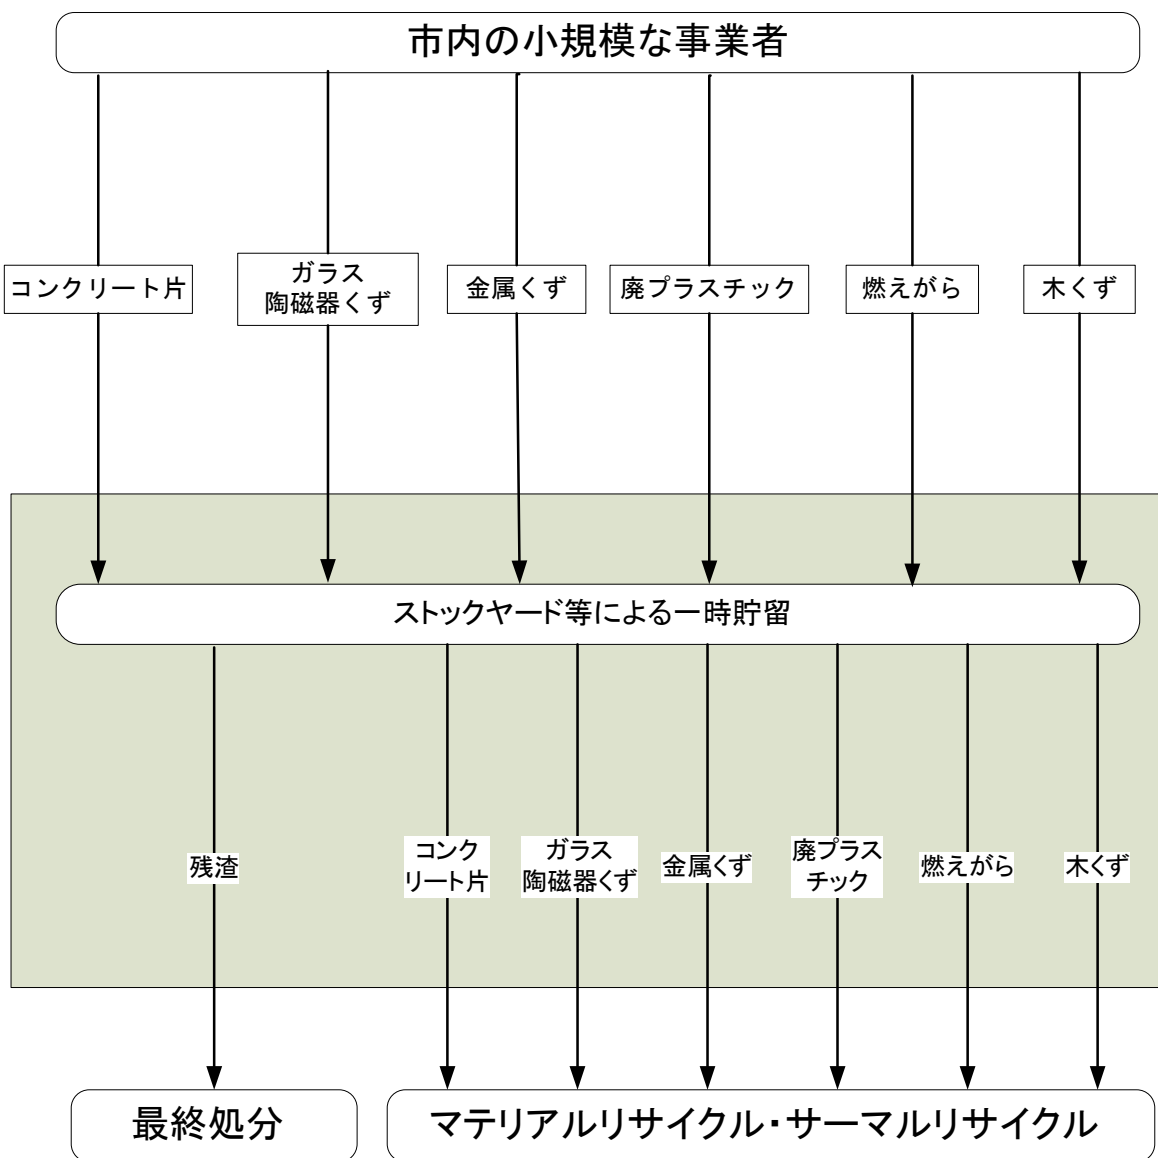 市内の小規模な事業者
コンクリート片
ガラス
陶磁器くず
金属くず
廃プラスチック
燃えがら
木くず
ストックヤード等による一時貯留
残渣
コンク
リート片
ガラス
陶磁器くず
金属くず
廃プラス
チック
燃えがら
木くず
最終処分
マテリアルリサイクル・サーマルリサイクル